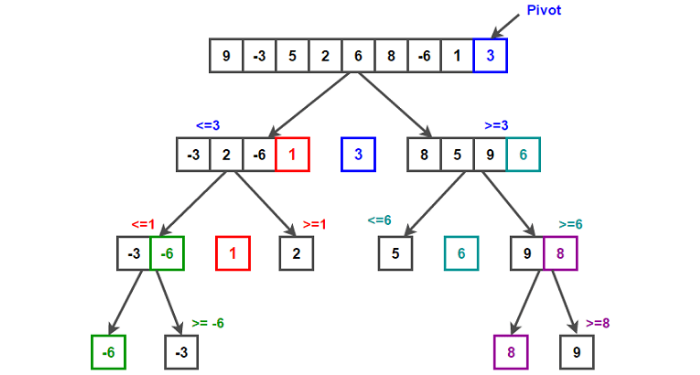 Pivot
9 -3 5 2 6 8 -6 1 3
<=3 >=3
-3 2 -6 1 3 8 5 9 6
<=1 >=1 <=6 >=6
-3 -6 1 2 5 6 9 8
>= -6 >=8
-6 -3 8 9